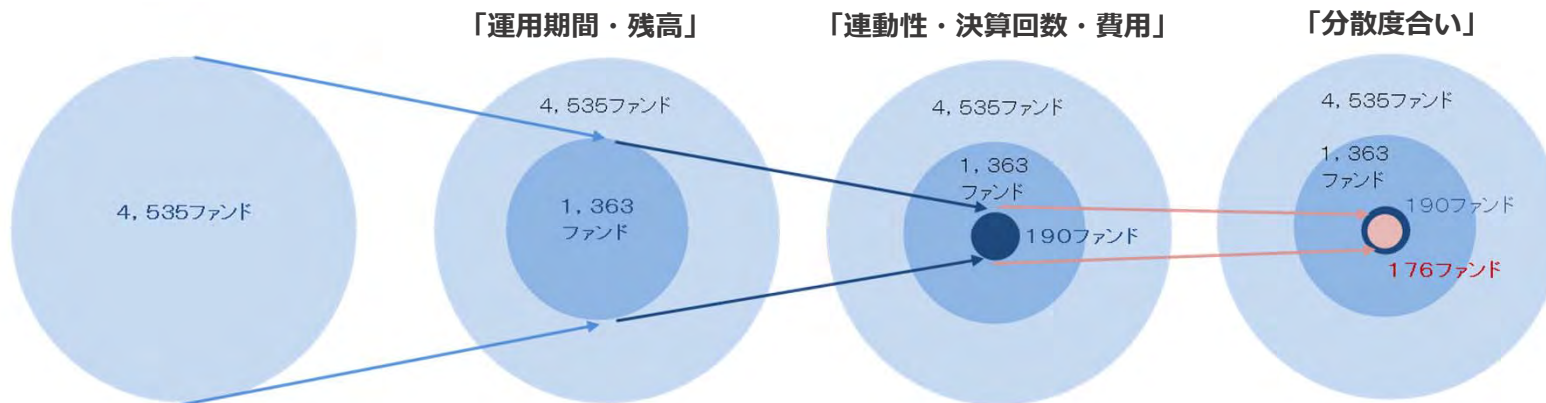 「運用期間・残高」
「連動性・決算回数・費用」
「分散度合い」
4，535ファンド
4，535ファンド
1，363
ファンド
4，535ファンド
1，363
ファンド
190ファンド
4，535ファンド
1，363
ファンド
190ファンド
176ファンド